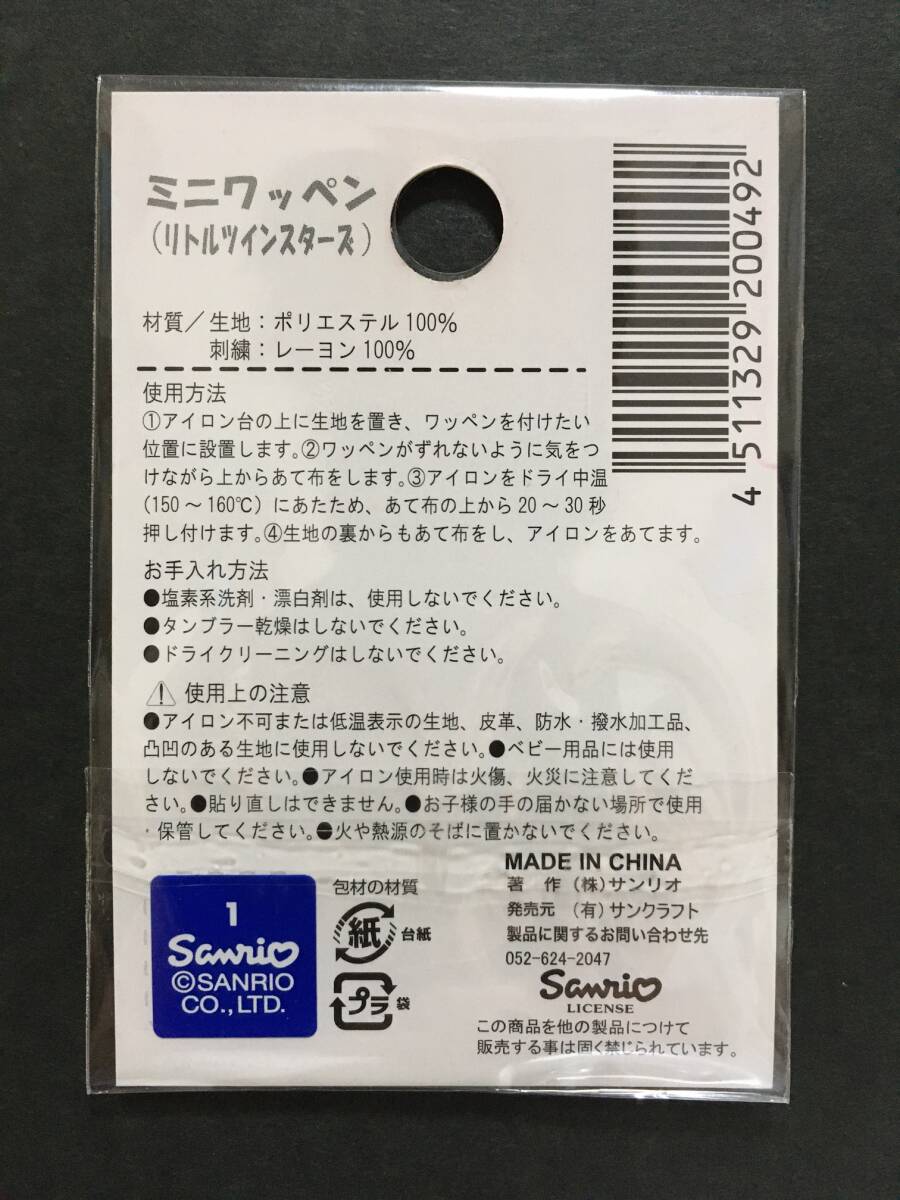 ミニワッペン
(リトルツインスターズ)
材質/生地:ポリエステル100%
刺繍:レーヨン100%
使用方法
①アイロン台の上に生地を置き、ワッペンを付けたい
位置に設置します。②ワッペンがずれないように気をつ
けながら上からあて布をします。③アイロンをドライ中温
(150～160℃)にあたため、あて布の上から20～30秒
押し付けます。④生地の裏からもあて布をし、アイロンをあてます。
お手入れ方法
●塩素系洗剤・漂白剤は、使用しないでください。
●タンブラー乾燥はしないでください。
●ドライクリーニングはしないでください。
⚠使用上の注意
●アイロン不可または低温表示の生地、皮革、防水・撥水加工品、
凸凹のある生地に使用しないでください。●ベビー用品には使用
しないでください。●アイロン使用時は火傷、火災に注意してくだ
さい。●貼り直しはできません。●お子様の手の届かない場所で使用
・保管してください。●火や熱源のそばに置かないでください。
4 511329 200492
1
Sanrio
©SANRIO
CO.,LTD.
包材の材質
紙 台紙
プラ 袋
MADE IN CHINA
著 作 (株)サンリオ
発売元 (有)サンクラフト
製品に関するお問い合わせ先
052-624-2047
Sanrio
LICENSE
この商品を他の製品につけて
販売する事は固く禁じられています。